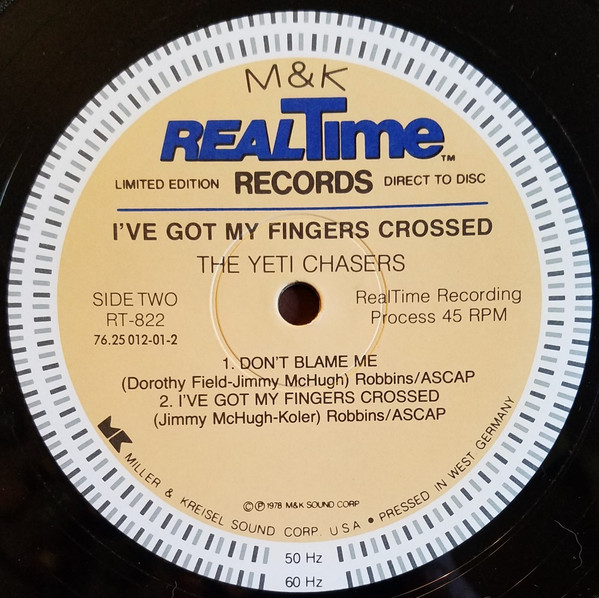 M&K
REALTime™
LIMITED EDITION RECORDS DIRECT TO DISC
I'VE GOT MY FINGERS CROSSED
THE YETI CHASERS
SIDE TWO
RT-822
76.25 012-01-2
RealTime Recording
Process 45 RPM
1. DON'T BLAME ME
(Dorothy Field-Jimmy McHugh) Robbins/ASCAP
2. I'VE GOT MY FINGERS CROSSED
(Jimmy McHugh-Koler) Robbins/ASCAP
MK MILLER & KREISEL SOUND CORP. USA • PRESSED IN WEST GERMANY
©℗1978 M&K SOUND CORP
50 Hz
60 Hz